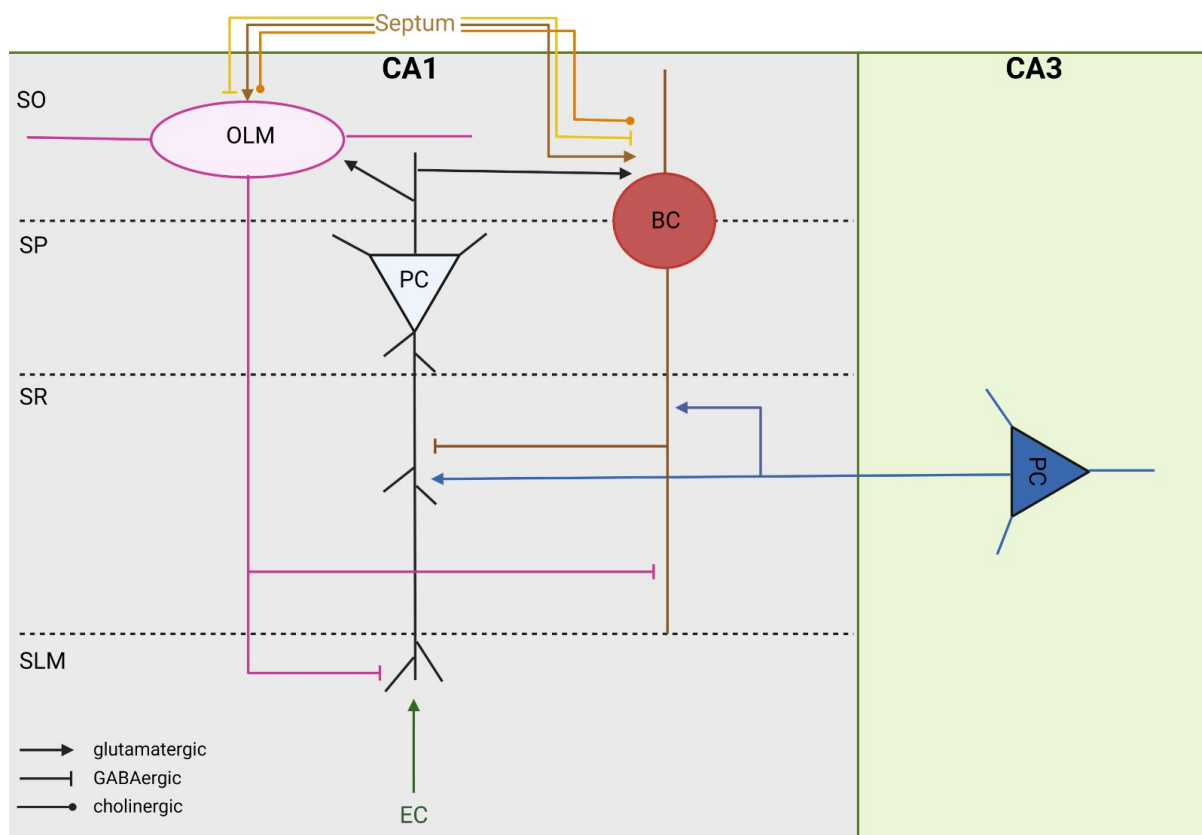 Septum
CA1
CA3
SO
OLM
BC
SP
PC
SR
PC
SLM
glutamatergic
GABAergic
cholinergic
EC